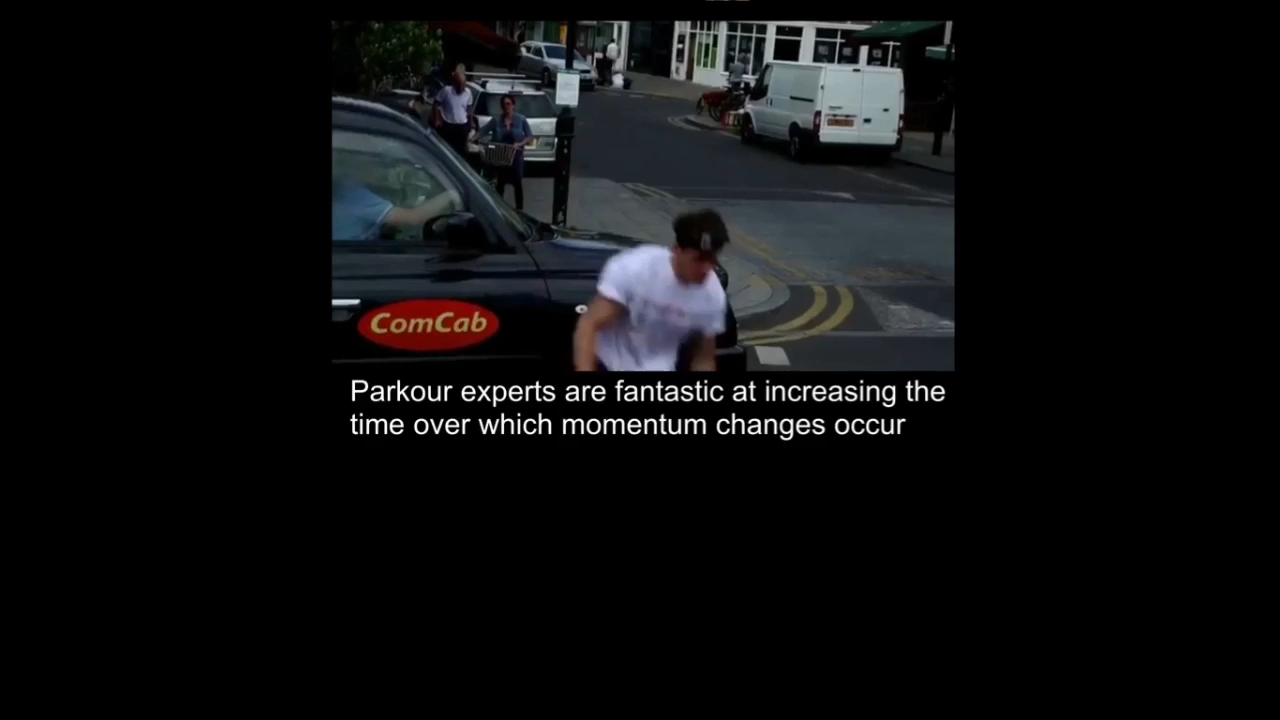 ComCab
Parkour experts are fantastic at increasing the
time over which momentum changes occur